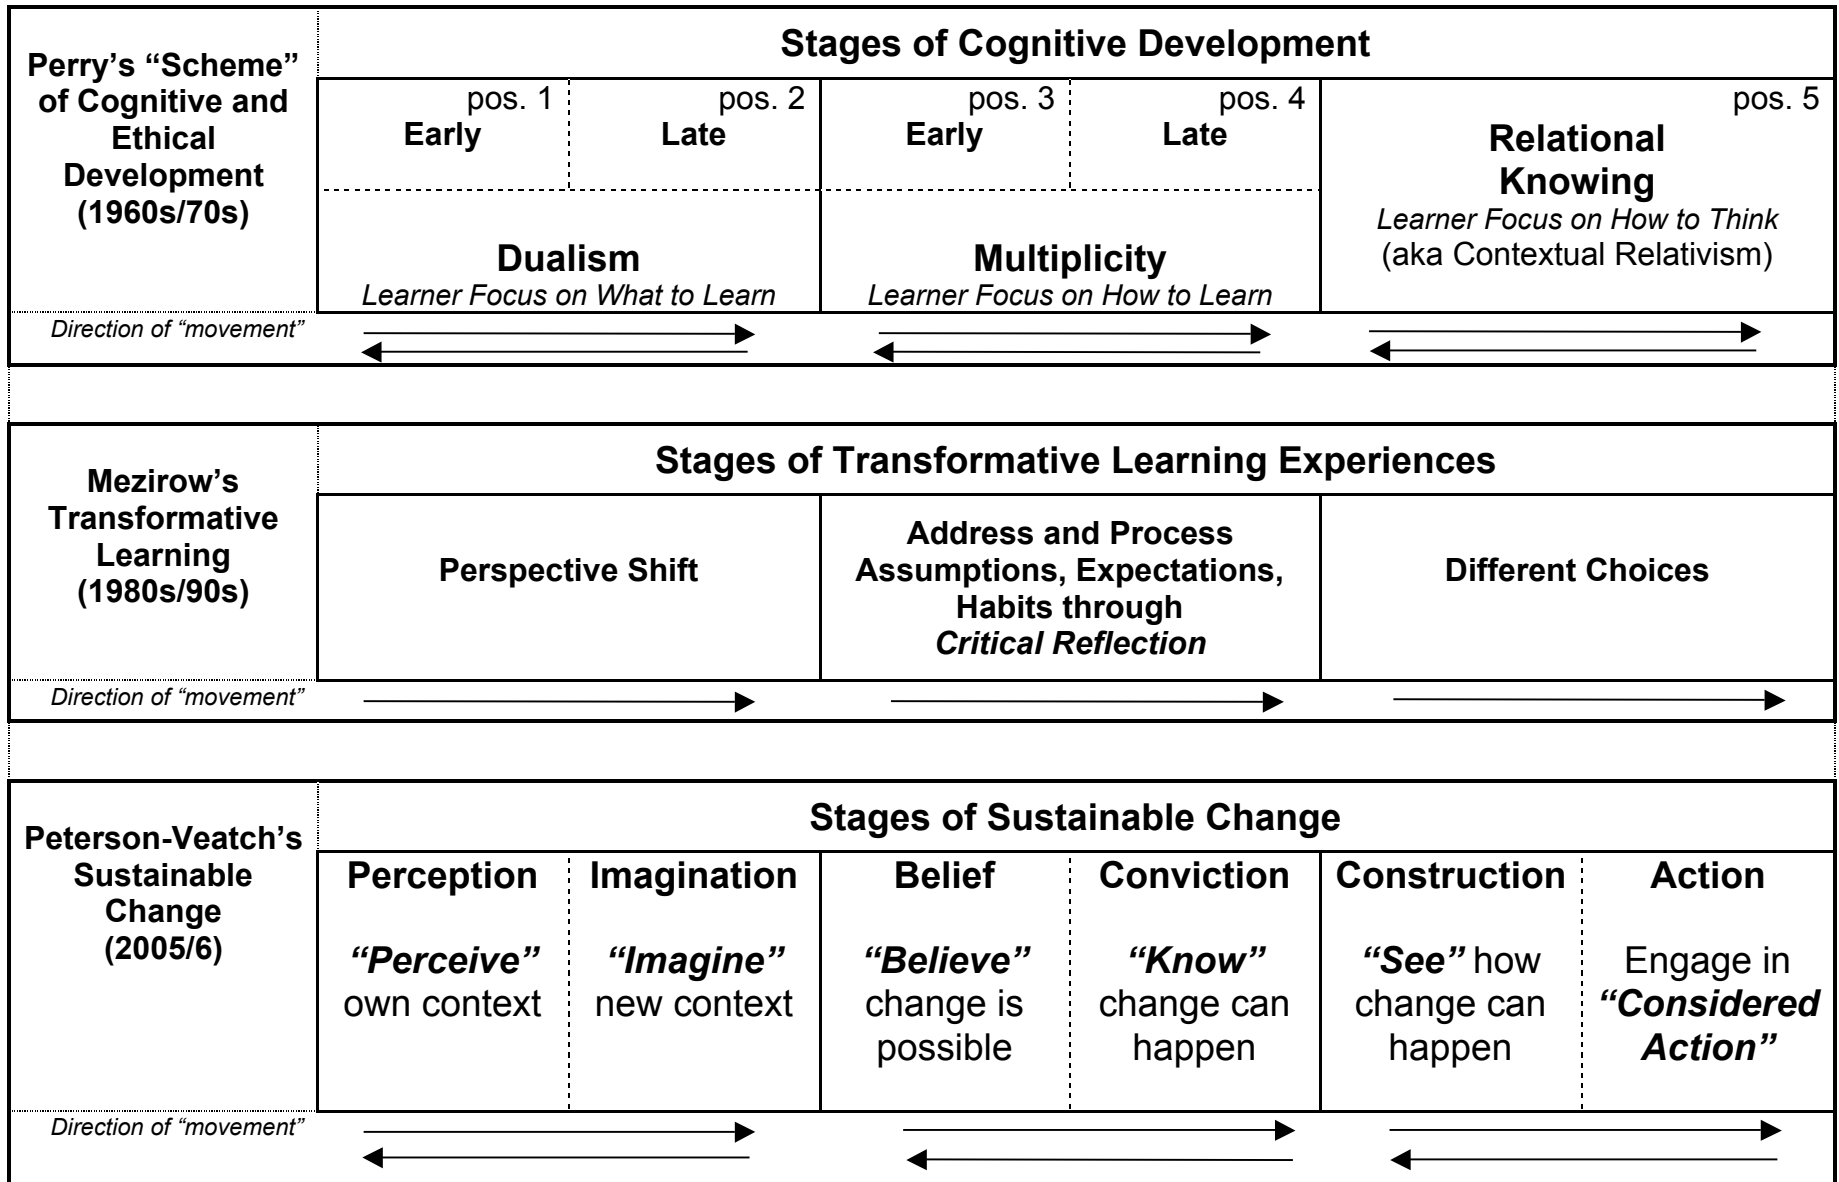 Perry’s “Scheme”
of Cognitive and
Ethical
Development
(1960s/70s)
Stages of Cognitive Development
pos. 1
Early
pos. 2
Late
Dualism
Learner Focus on What to Learn
pos. 3
Early
pos. 4
Late
Multiplicity
Learner Focus on How to Learn
pos. 5
Relational
Knowing
Learner Focus on How to Think
(aka Contextual Relativism)
Direction of “movement”
Mezirow’s
Transformative
Learning
(1980s/90s)
Stages of Transformative Learning Experiences
Perspective Shift
Address and Process
Assumptions, Expectations,
Habits through
Critical Reflection
Different Choices
Direction of “movement”
Peterson-Veatch’s
Sustainable
Change
(2005/6)
Stages of Sustainable Change
Perception
“Perceive”
own context
Imagination
“Imagine”
new context
Belief
“Believe”
change is
possible
Conviction
“Know”
change can
happen
Construction
“See” how
change can
happen
Action
Engage in
“Considered
Action”
Direction of “movement”